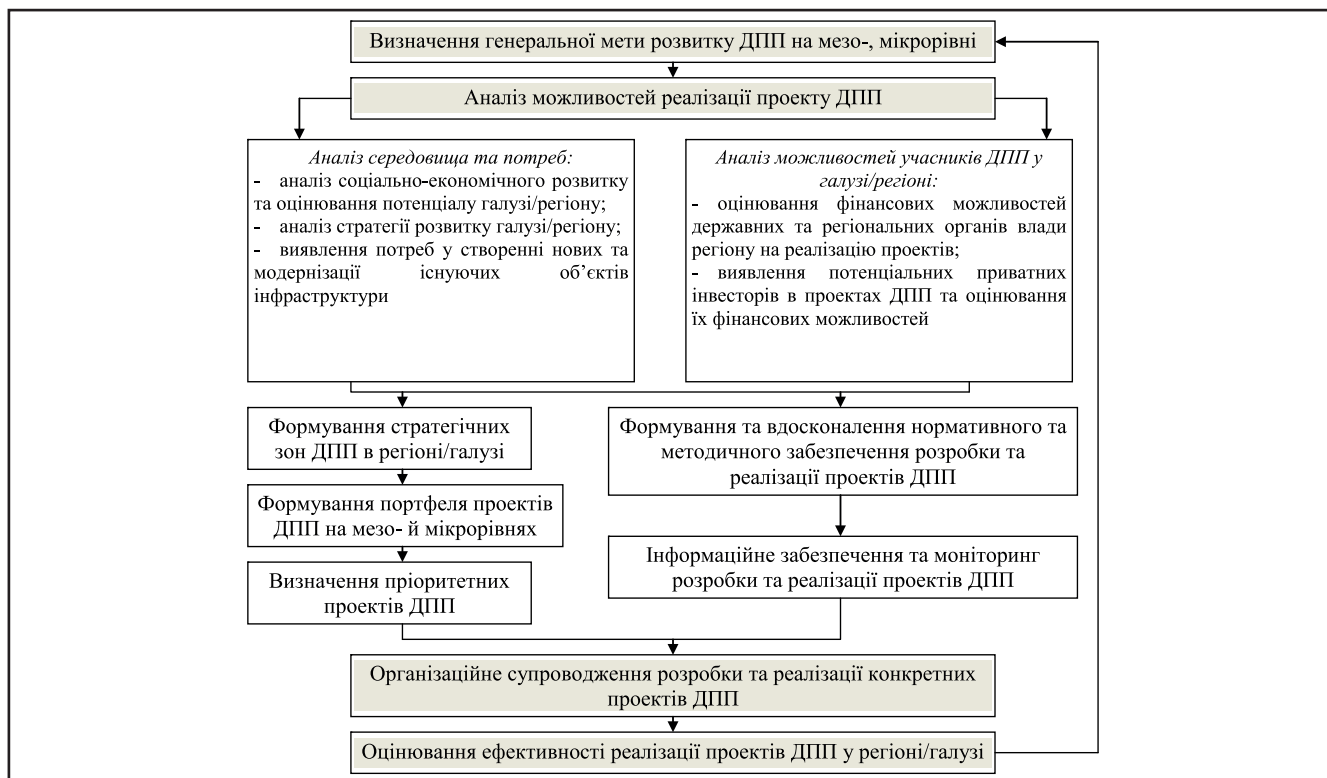 Визначення генеральної мети розвитку ДПП на мезо-, мікрорівні
Аналіз можливостей реалізації проекту ДПП
Аналіз середовища та потреб:
- аналіз соціально-економічного розвитку
та оцінювання потенціалу галузі/регіону;
- аналіз стратегії розвитку галузі/регіону;
- виявлення потреб у створенні нових та
модернізації існуючих об’єктів
інфраструктури
Аналіз можливостей учасників ДПП у
галузі/регіоні:
- оцінювання фінансових можливостей
державних та регіональних органів влади
регіону на реалізацію проектів;
- виявлення потенціальних приватних
інвесторів в проектах ДПП та оцінювання
їх фінансових можливостей
Формування стратегічних
зон ДПП в регіоні/галузі
Формування портфеля проектів
ДПП на мезо- й мікрорівнях
Визначення пріоритетних
проектів ДПП
Формування та вдосконалення нормативного та
методичного забезпечення розробки та
реалізації проектів ДПП
Інформаційне забезпечення та моніторинг
розробки та реалізації проектів ДПП
Організаційне супроводження розробки та реалізації конкретних
проектів ДПП
Оцінювання ефективності реалізації проектів ДПП у регіоні/галузі